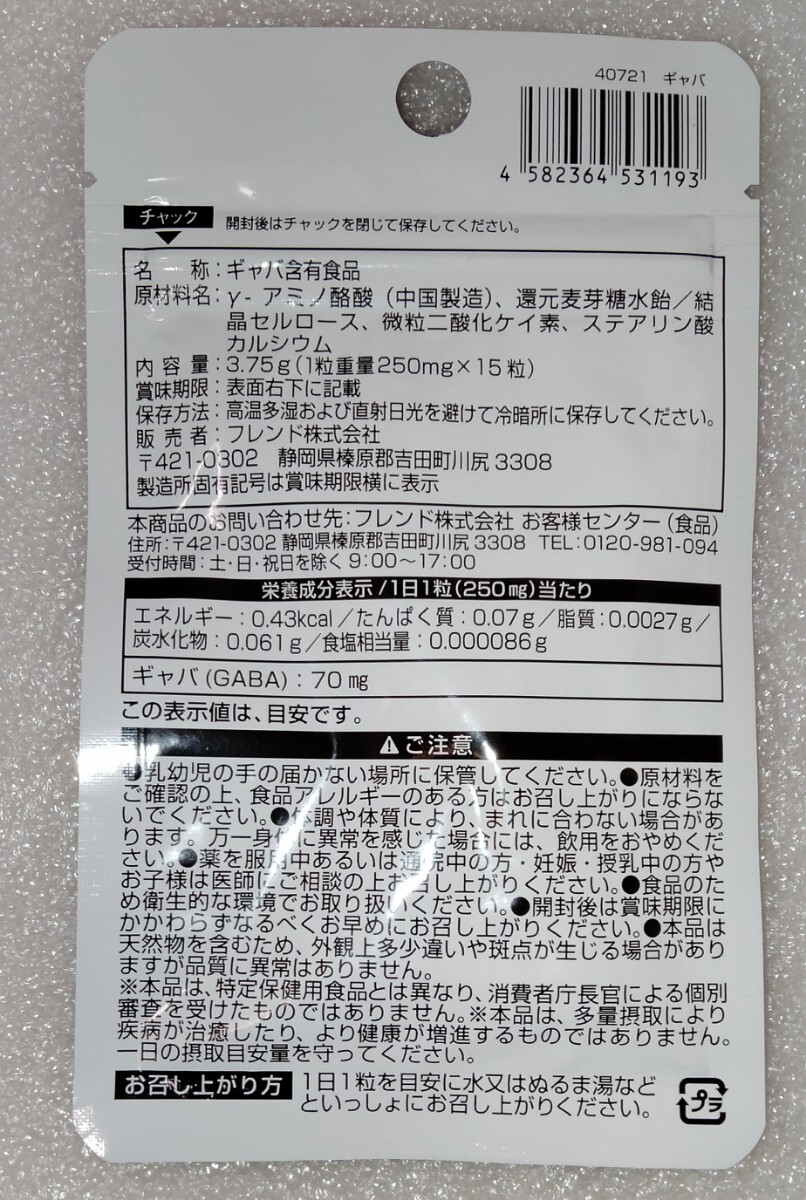 40721 ギャバ
4 582364 531193
チャック 開封後はチャックを閉じて保存してください。
名 称：ギャバ含有食品
原材料名：γ-アミノ酪酸（中国製造）、還元麦芽糖水飴／結
晶セルロース、微粒二酸化ケイ素、ステアリン酸
カルシウム
内 容 量：3.75g（1粒重量250mg×15粒）
賞味期限：表面右下に記載
保存方法：高温多湿および直射日光を避けて冷暗所に保存してください。
販 売 者：フレンド株式会社
〒421-0302 静岡県榛原郡吉田町川尻3308
製造所固有記号は賞味期限横に表示
本商品のお問い合わせ先：フレンド株式会社 お客様センター（食品）
住所：〒421-0302 静岡県榛原郡吉田町川尻3308 TEL：0120-981-094
受付時間：土・日・祝日を除く 9：00～17：00
栄養成分表示／1日1粒（250㎎）当たり
エネルギー：0.43kcal／たんぱく質：0.07g／脂質：0.0027g／
炭水化物：0.061g／食塩相当量：0.000086g
ギャバ（GABA）：70㎎
この表示値は、目安です。
⚠ご注意
●乳幼児の手の届かない場所に保管してください。●原材料を
ご確認の上、食品アレルギーのある方はお召し上がりにならな
いでください。●体調や体質により、まれに合わない場合があ
ります。万一身体に異常を感じた場合には、飲用をおやめくだ
さい。●薬を服用中あるいは通院中の方・妊娠・授乳中の方や
お子様は医師にご相談の上お召し上がりください。●食品のた
め衛生的な環境でお取り扱いください。●開封後は賞味期限に
かかわらずなるべくお早めにお召し上がりください。●本品は
天然物を含むため、外観上多少違いや斑点が生じる場合があり
ますが品質に異常はありません。
※本品は、特定保健用食品とは異なり、消費者庁長官による個別
審査を受けたものではありません。※本品は、多量摂取により
疾病が治癒したり、より健康が増進するものではありません。
一日の摂取目安量を守ってください。
お召し上がり方 1日1粒を目安に水又はぬるま湯など
といっしょにお召し上がりください。
プラ